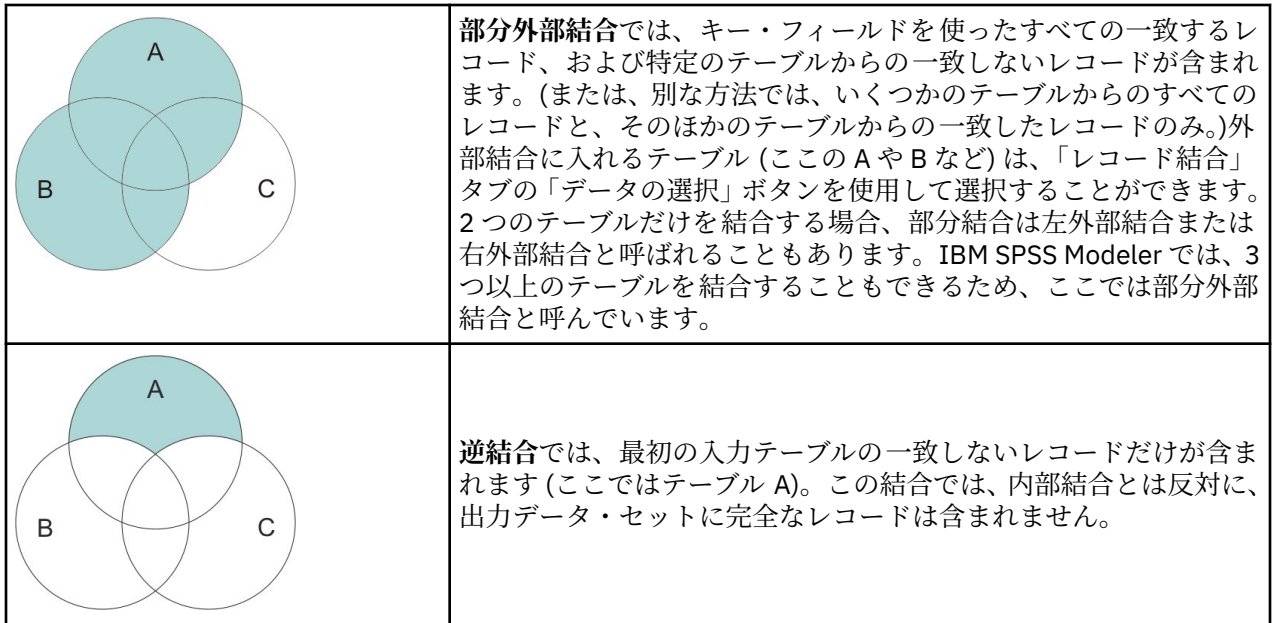 A
B
C
部分外部結合では、キー・フィールドを使ったすべての一致するレ
コード、および特定のテーブルからの一致しないレコードが含まれ
ます。(または、別な方法では、いくつかのテーブルからのすべての
レコードと、そのほかのテーブルからの一致したレコードのみ。)外
部結合に入れるテーブル (ここの A や B など) は、「レコード結合」
タブの「データの選択」ボタンを使用して選択することができます。
2 つのテーブルだけを結合する場合、部分結合は左外部結合または
右外部結合と呼ばれることもあります。IBM SPSS Modeler では、3
つ以上のテーブルを結合することもできるため、ここでは部分外部
結合と呼んでいます。
A
B
C
逆結合では、最初の入力テーブルの一致しないレコードだけが含ま
れます (ここではテーブル A)。この結合では、内部結合とは反対に、
出力データ・セットに完全なレコードは含まれません。